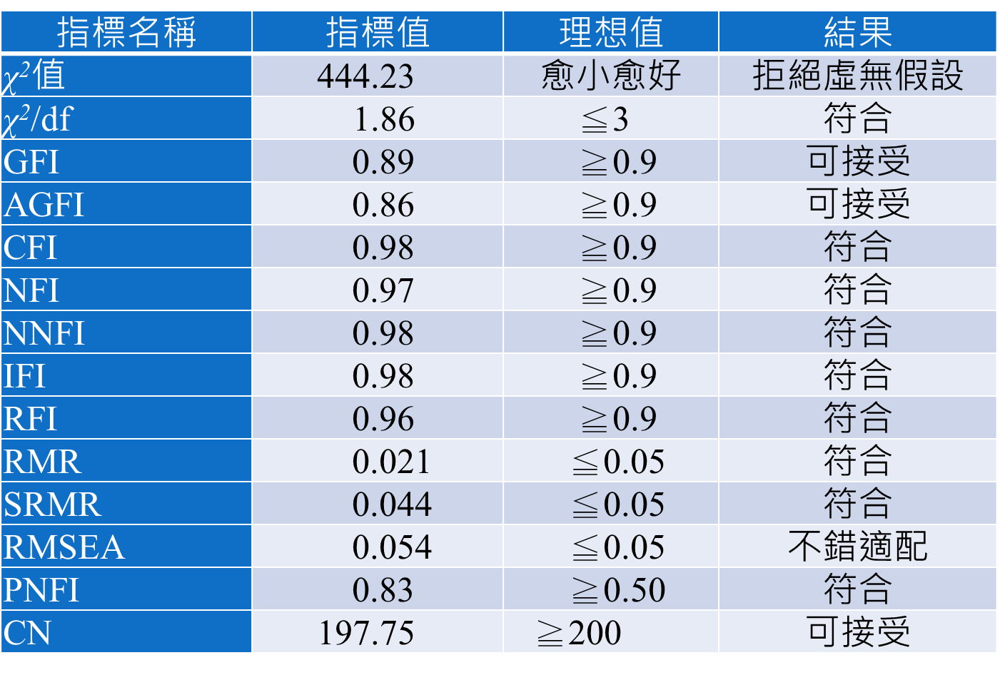 指標名稱 指標值 理想值 結果
χ²值 444.23 愈小愈好 拒絕虛無假設
χ²/df 1.86 ≦3 符合
GFI 0.89 ≧0.9 可接受
AGFI 0.86 ≧0.9 可接受
CFI 0.98 ≧0.9 符合
NFI 0.97 ≧0.9 符合
NNFI 0.98 ≧0.9 符合
IFI 0.98 ≧0.9 符合
RFI 0.96 ≧0.9 符合
RMR 0.021 ≦0.05 符合
SRMR 0.044 ≦0.05 符合
RMSEA 0.054 ≦0.05 不錯適配
PNFI 0.83 ≧0.50 符合
CN 197.75 ≧200 可接受